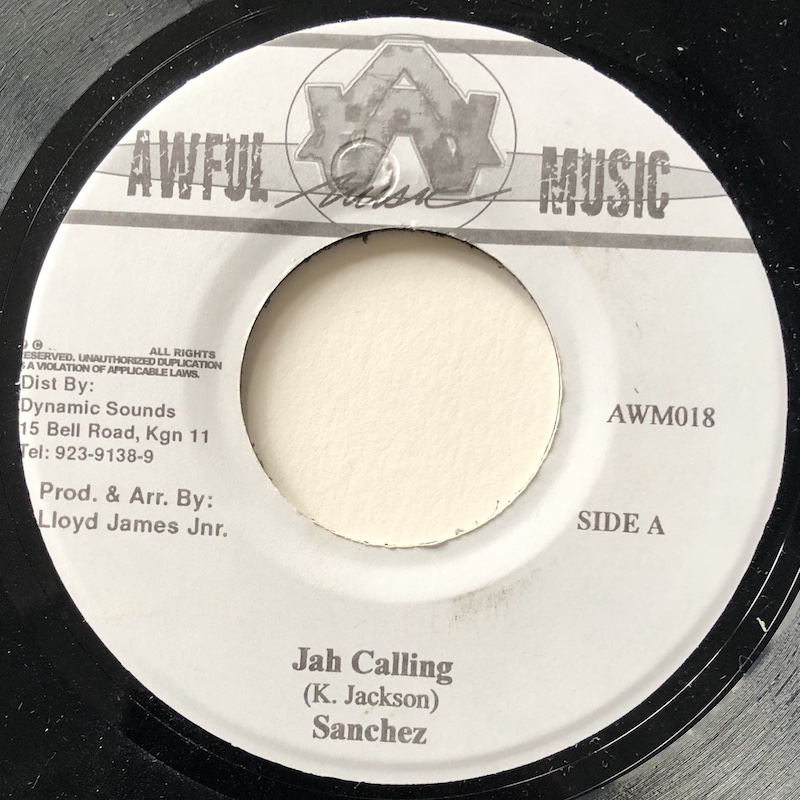 AWFUL MUSIC
Music
© ALL RIGHTS
RESERVED. UNAUTHORIZED DUPLICATION
A VIOLATION OF APPLICABLE LAWS.
Dist By:
Dynamic Sounds
15 Bell Road, Kgn 11
Tel: 923-9138-9
Prod. & Arr. By:
Lloyd James Jnr.
AWM018
SIDE A
Jah Calling
(K. Jackson)
Sanchez